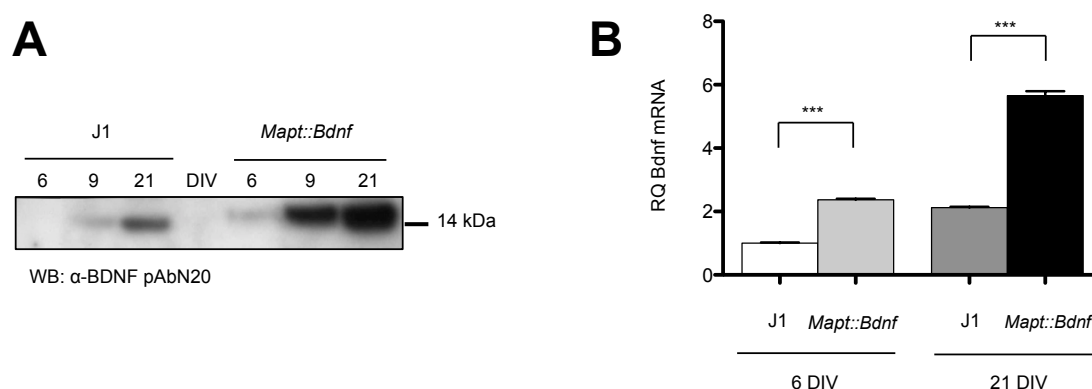 A
J1
Mapt::Bdnf
6 9 21 DIV 6 9 21
14 kDa
WB: α-BDNF pAbN20
B
RQ Bdnf mRNA
8
6
4
2
0
***
***
J1 Mapt::Bdnf J1 Mapt::Bdnf
6 DIV 21 DIV